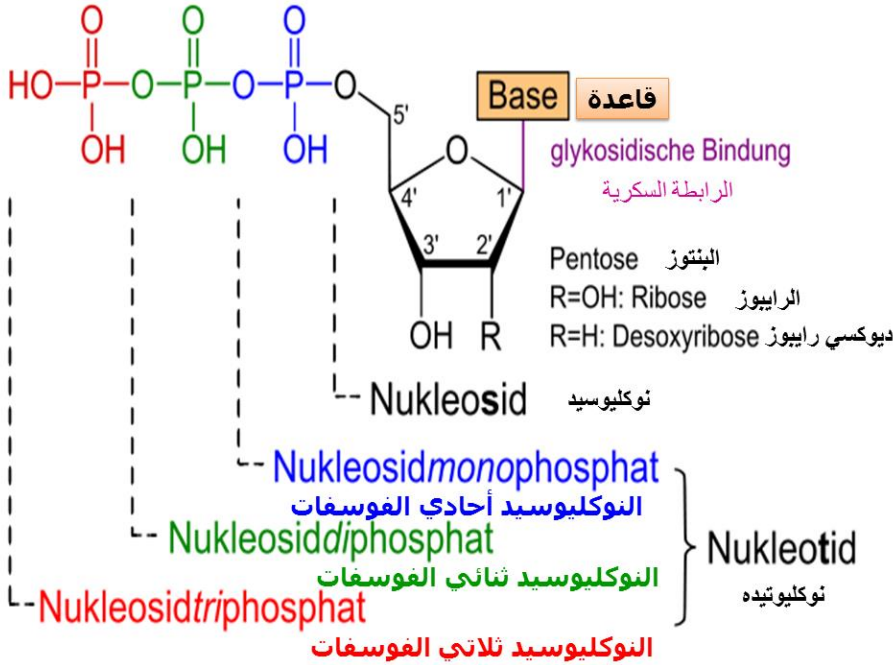 O O O
HO P O P O P O
OH OH OH
5'
Base قاعدة
glykosidische Bindung
الرابطة السكرية
O
4' 1'
3' 2'
OH R
Pentose البنتوز
R=OH: Ribose الرايبوز
R=H: Desoxyribose ديوكسي رايبوز
Nukleosid نوكليوسيد
Nukleosidmonophosphat
النوكليوسيد أحادي الفوسفات
Nukleosiddiphosphat
النوكليوسيد ثنائي الفوسفات
Nukleosidtriphosphat
النوكليوسيد ثلاثي الفوسفات
Nukleotid
نوكليوتيده